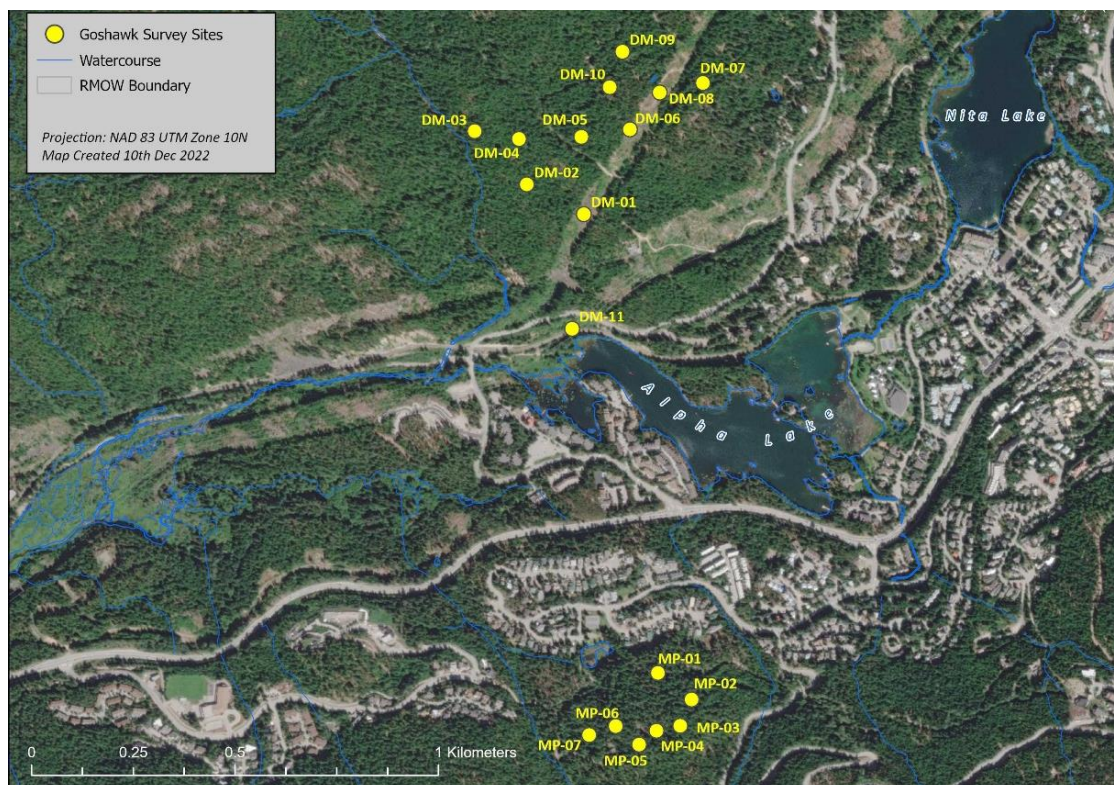 Goshawk Survey Sites
Watercourse
RMOW Boundary
Projection: NAD 83 UTM Zone 10N
Map Created 10th Dec 2022
DM-09
DM-10
DM-07
DM-08
DM-03
DM-05
DM-06
DM-04
DM-02
DM-01
Nita Lake
DM-11
Alpha Lake
MP-01
MP-02
MP-06
MP-03
MP-07
MP-04
MP-05
0 0.25 0.5 1 Kilometers